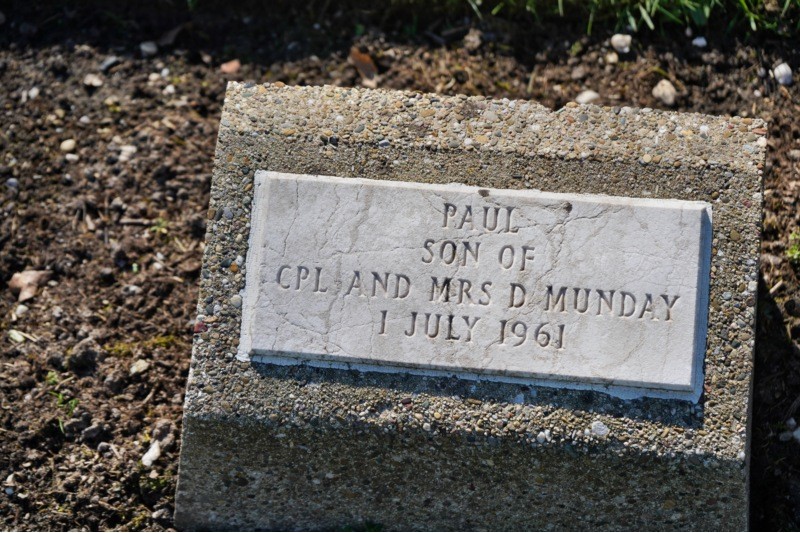 PAUL
SON OF
CPL AND MRS D MUNDAY
1 JULY 1961